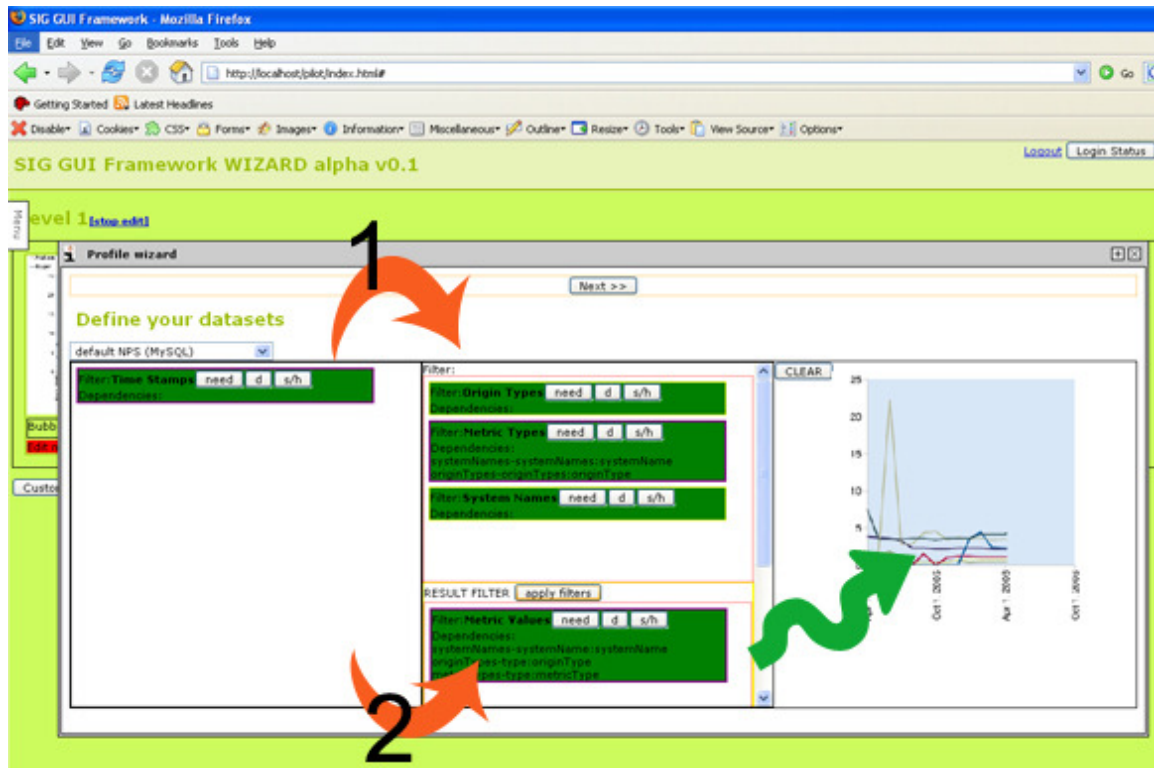 SIG GUI Framework - Mozilla Firefox
File Edit View Go Bookmarks Tools Help
http://localhost/pilot/index.html# Go
Getting Started Latest Headlines
Disable Cookies CSS Forms Images Information Miscellaneous Outline Resize Tools View Source Options
SIG GUI Framework WIZARD alpha v0.1
Logout Login Status
Menu
evel 1 [stop edit]
1
Profile wizard
Next >>
Define your datasets
default NPS (MySQL)
Filter:Time Stamps need d s/h
Dependencies:
Filter:
Filter:Origin Types need d s/h
Dependencies:
Filter:Metric Types need d s/h
Dependencies:
systemNames-systemNames:systemName
originTypes-originTypes:originType
Filter:System Names need d s/h
Dependencies:
RESULT FILTER apply filters
Filter:Metric Values need d s/h
Dependencies:
systemNames-systemName:systemName
originTypes-type:originType
pes-type:metricType
2
CLEAR
25
20
15
10
5
Oct 1 2005
Apr 1 2005
Oct 1 2006
Bubb
Custo